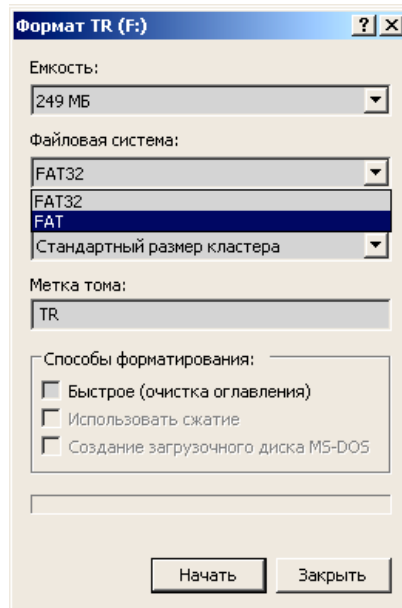 Формат TR (F:)
Емкость:
249 МБ
Файловая система:
FAT32
FAT32
FAT
Стандартный размер кластера
Метка тома:
TR
Способы форматирования:
Быстрое (очистка оглавления)
Использовать сжатие
Создание загрузочного диска MS-DOS
Начать Закрыть